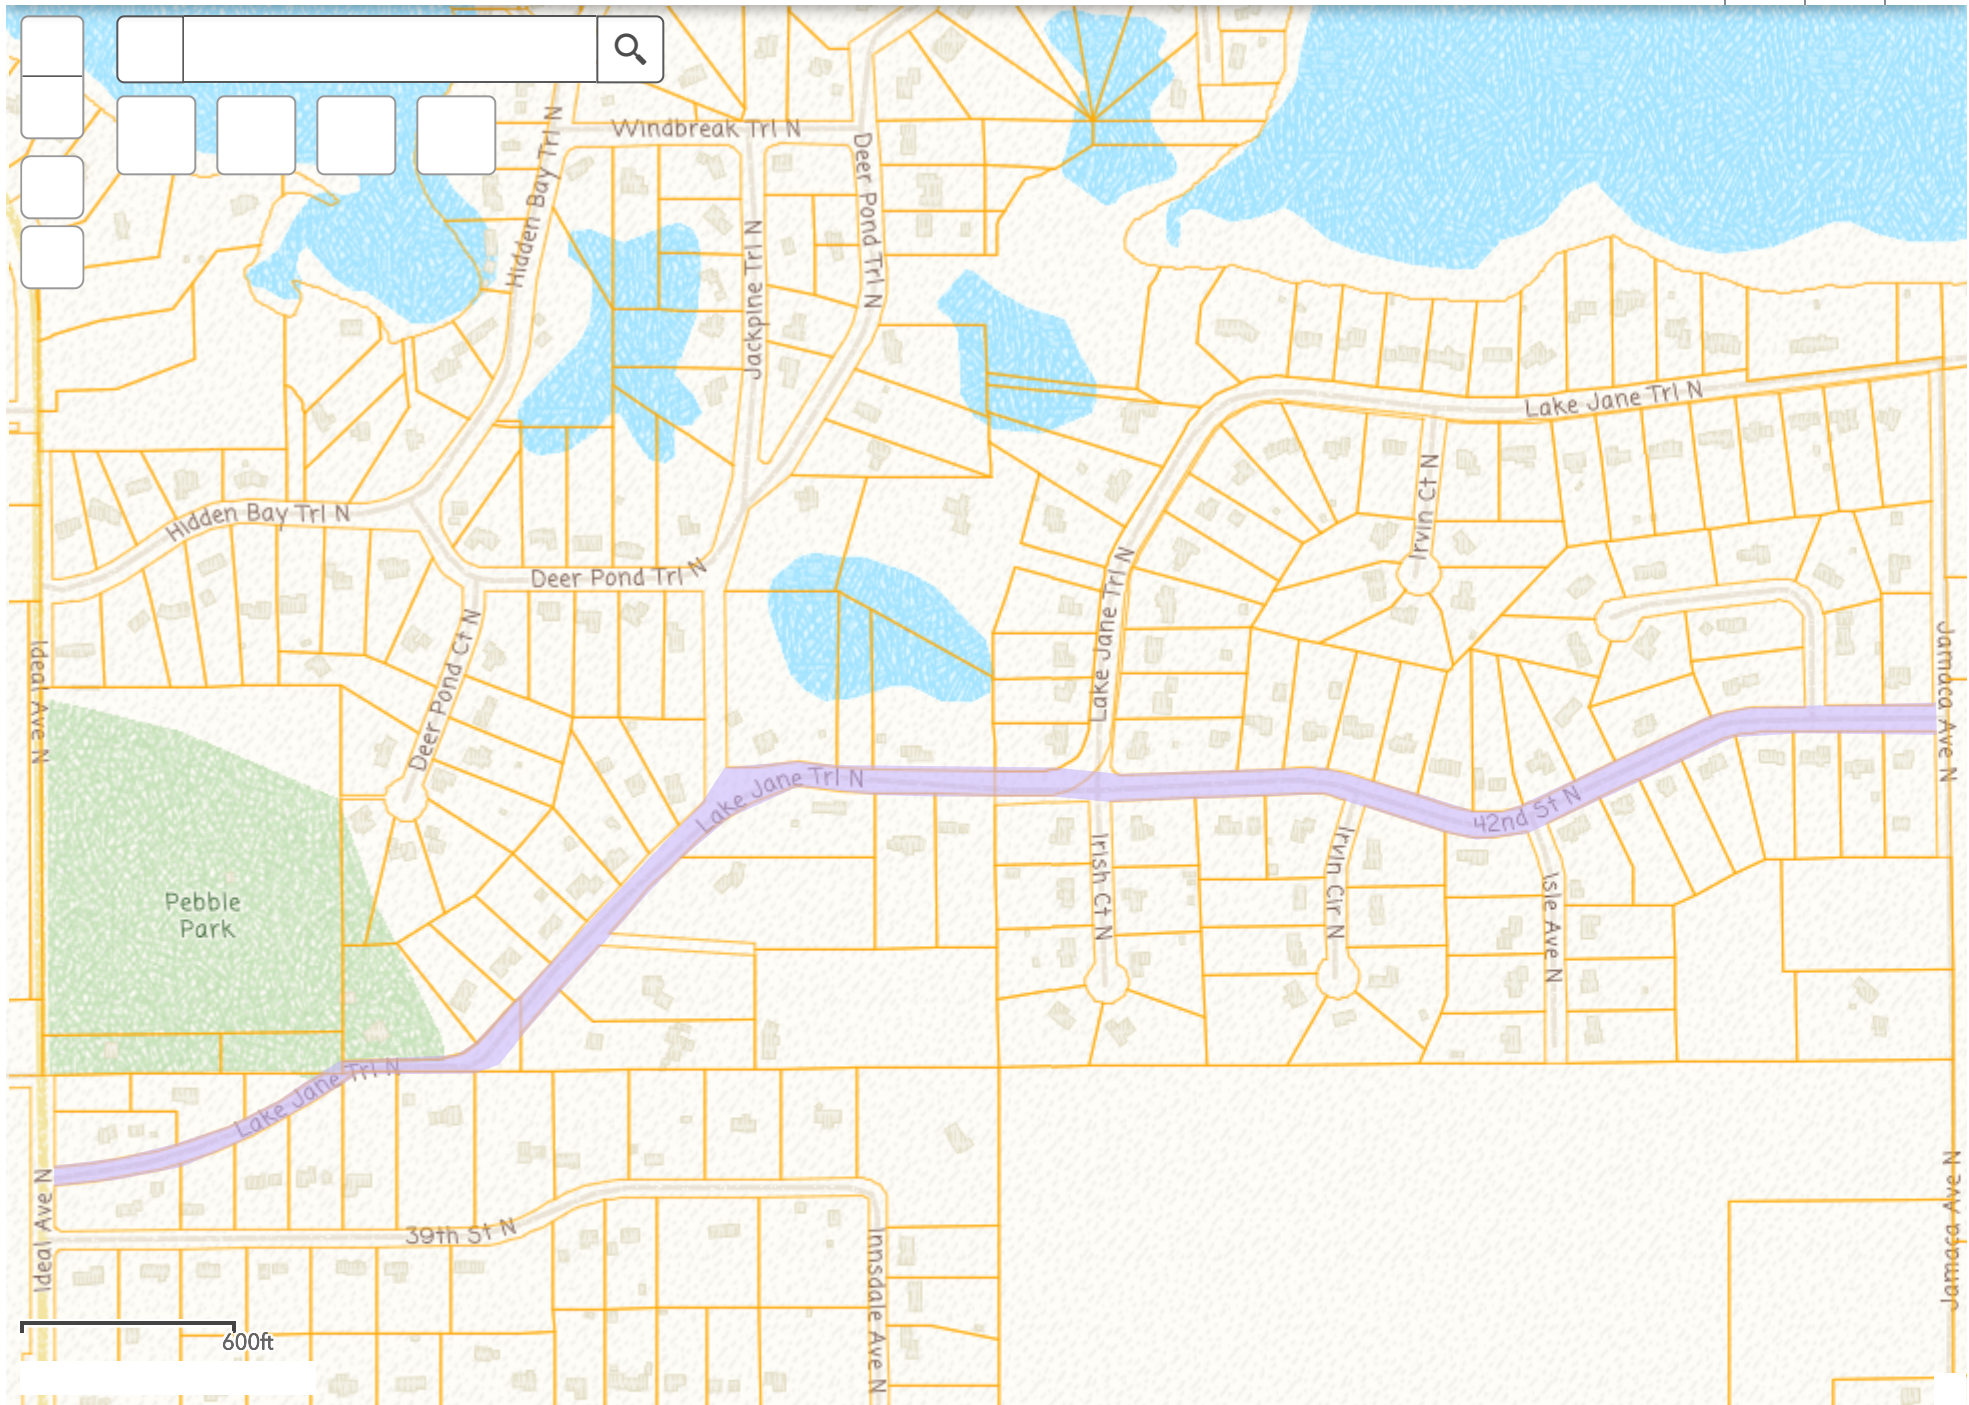 Windbreak Trl N
Hidden Bay Trl N
Deer Pond Trl N
Jackpine Trl N
Lake Jane Trl N
Irvin Ct N
Hidden Bay Trl N
Deer Pond Trl N
Lake Jane Trl N
Deer Pond Ct N
Ideal Ave N
Jamaca Ave N
Lake Jane Trl N
42nd St N
Pebble
Park
Irish Ct N
Irvin Cir N
Isle Ave N
Lake Jane Trl N
Ideal Ave N
39th St N
Innsdale Ave N
Jamaca Ave N
600ft